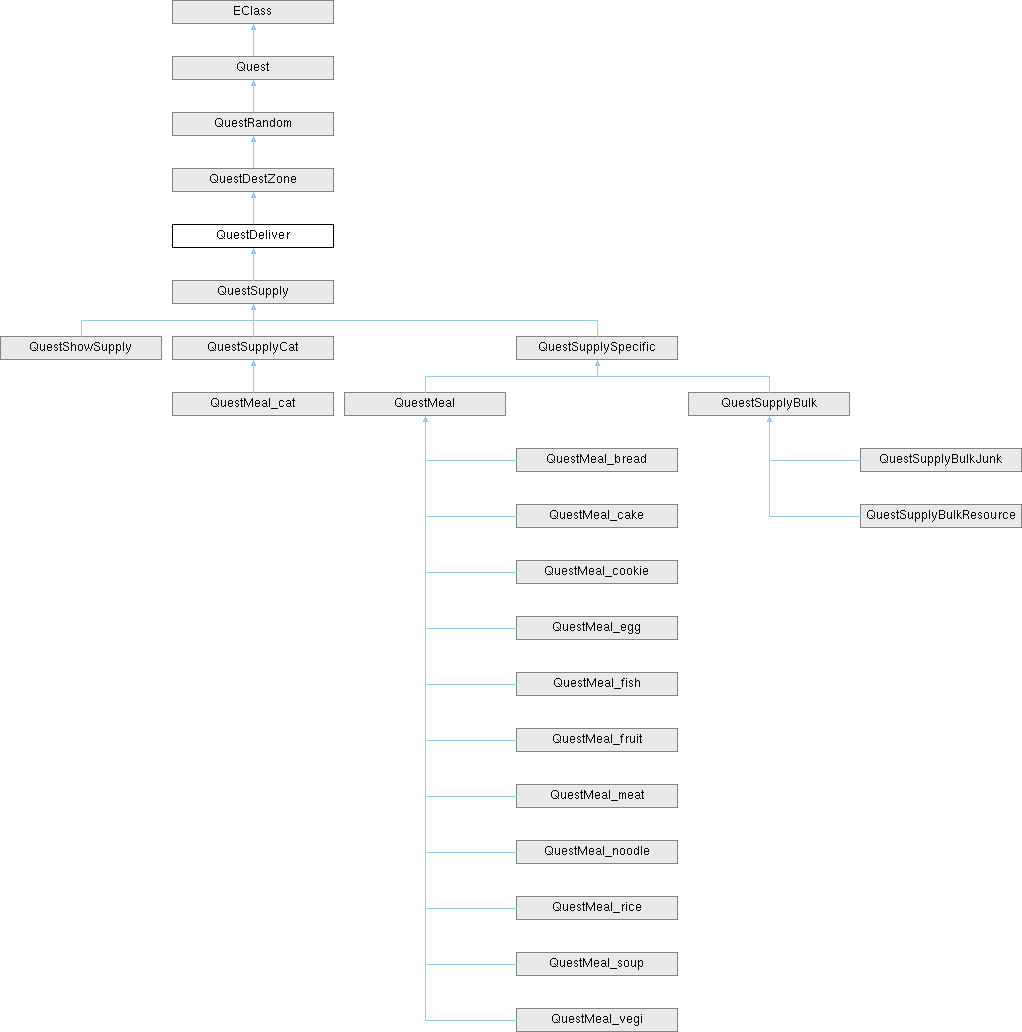 EClass
Quest
QuestRandom
QuestDestZone
QuestDeliver
QuestSupply
QuestShowSupply
QuestSupplyCat
QuestSupplySpecific
QuestMeal_cat
QuestMeal
QuestSupplyBulk
QuestMeal_bread
QuestSupplyBulkJunk
QuestMeal_cake
QuestSupplyBulkResource
QuestMeal_cookie
QuestMeal_egg
QuestMeal_fish
QuestMeal_fruit
QuestMeal_meat
QuestMeal_noodle
QuestMeal_rice
QuestMeal_soup
QuestMeal_vegi